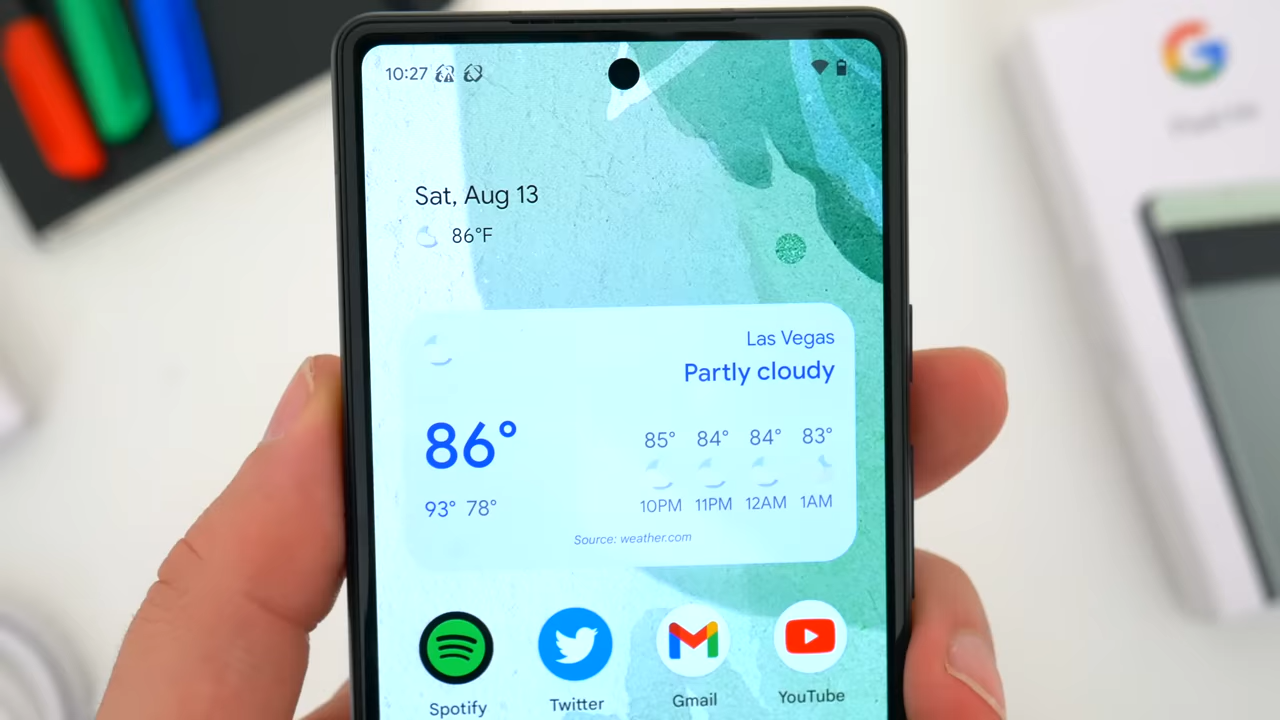 10:27
Sat, Aug 13
86°F
Las Vegas
Partly cloudy
86°
93° 78°
85° 84° 84° 83°
10PM 11PM 12AM 1AM
Source: weather.com
Spotify Twitter Gmail YouTube
G